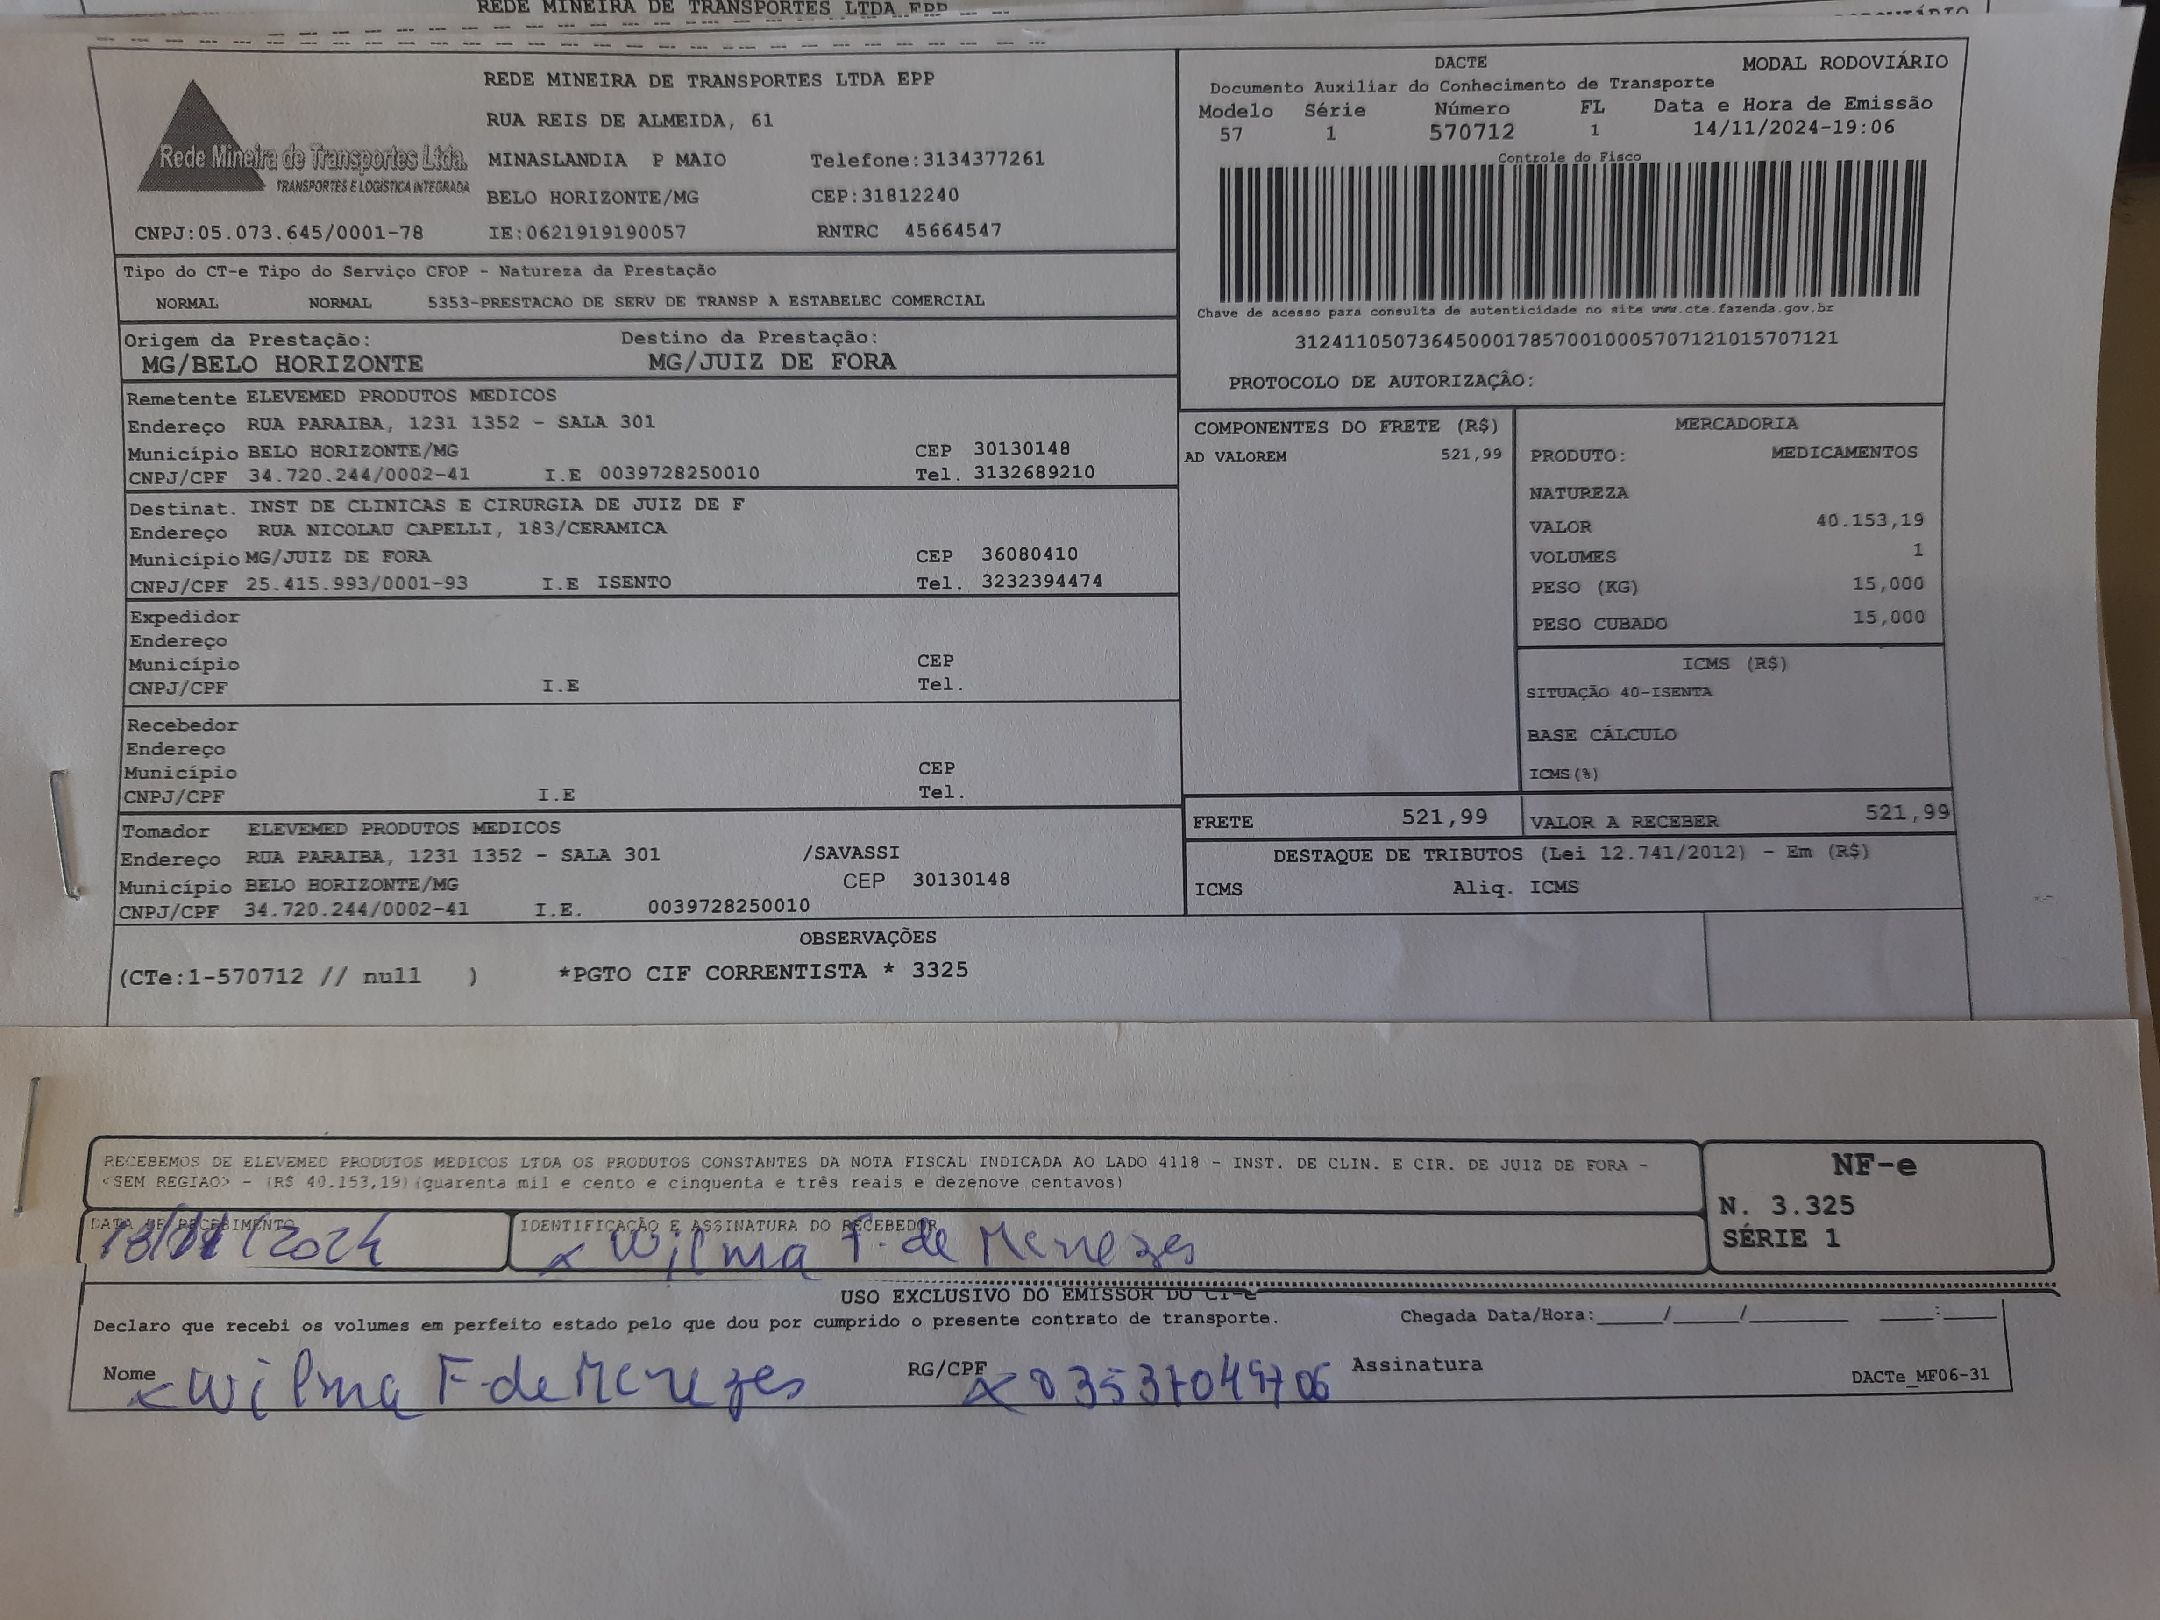 REDE MINEIRA DE TRANSPORTES LTDA EPP
REDE MINEIRA DE TRANSPORTES LTDA EPP
RUA REIS DE ALMEIDA, 61
Rede Mineira de Transportes Ltda.
TRANSPORTES E LOGÍSTICA INTEGRADA
MINASLANDIA P MAIO Telefone:3134377261
BELO HORIZONTE/MG CEP:31812240
CNPJ:05.073.645/0001-78 IE:0621919190057 RNTRC 45664547
DACTE MODAL RODOVIÁRIO
Documento Auxiliar do Conhecimento de Transporte
Modelo Série Número FL Data e Hora de Emissão
57 1 570712 1 14/11/2024-19:06
Controle do Fisco
Chave de acesso para consulta de autenticidade no site www.cte.fazenda.gov.br
31241105073645000178570010005707121015707121
PROTOCOLO DE AUTORIZAÇÃO:
Tipo do CT-e Tipo do Serviço CFOP - Natureza da Prestação
NORMAL NORMAL 5353-PRESTACAO DE SERV DE TRANSP A ESTABELEC COMERCIAL
Origem da Prestação: Destino da Prestação:
MG/BELO HORIZONTE MG/JUIZ DE FORA
Remetente ELEVEMED PRODUTOS MEDICOS
Endereço RUA PARAIBA, 1231 1352 - SALA 301
Município BELO HORIZONTE/MG CEP 30130148
CNPJ/CPF 34.720.244/0002-41 I.E 0039728250010 Tel. 3132689210
Destinat. INST DE CLINICAS E CIRURGIA DE JUIZ DE F
Endereço RUA NICOLAU CAPELLI, 183/CERAMICA
Município MG/JUIZ DE FORA CEP 36080410
CNPJ/CPF 25.415.993/0001-93 I.E ISENTO Tel. 3232394474
Expedidor
Endereço
Município CEP
CNPJ/CPF I.E Tel.
Recebedor
Endereço
Município CEP
CNPJ/CPF I.E Tel.
Tomador ELEVEMED PRODUTOS MEDICOS
Endereço RUA PARAIBA, 1231 1352 - SALA 301 /SAVASSI
Município BELO HORIZONTE/MG CEP 30130148
CNPJ/CPF 34.720.244/0002-41 I.E. 0039728250010
COMPONENTES DO FRETE (R$)
AD VALOREM 521,99
MERCADORIA
PRODUTO: MEDICAMENTOS
NATUREZA
VALOR 40.153,19
VOLUMES 1
PESO (KG) 15,000
PESO CUBADO 15,000
ICMS (R$)
SITUAÇÃO 40-ISENTA
BASE CÁLCULO
ICMS(%)
FRETE 521,99 VALOR A RECEBER 521,99
DESTAQUE DE TRIBUTOS (Lei 12.741/2012) - Em (R$)
ICMS Aliq. ICMS
OBSERVAÇÕES
(CTe:1-570712 // null ) *PGTO CIF CORRENTISTA * 3325
RECEBEMOS DE ELEVEMED PRODUTOS MEDICOS LTDA OS PRODUTOS CONSTANTES DA NOTA FISCAL INDICADA AO LADO 4118 - INST. DE CLIN. E CIR. DE JUIZ DE FORA -
<SEM REGIAO> - (R$ 40.153,19)(quarenta mil e cento e cinquenta e três reais e dezenove centavos)
NF-e
N. 3.325
SÉRIE 1
DATA DE RECEBIMENTO IDENTIFICAÇÃO E ASSINATURA DO RECEBEDOR
/2024 x Wilma F. de Menezes
USO EXCLUSIVO DO EMISSOR DO CT-e
Declaro que recebi os volumes em perfeito estado pelo que dou por cumprido o presente contrato de transporte. Chegada Data/Hora:_____/_____/_______ ____:____
Nome x Wilma F. de Menezes RG/CPF x 03537049706 Assinatura DACTe_MF06-31